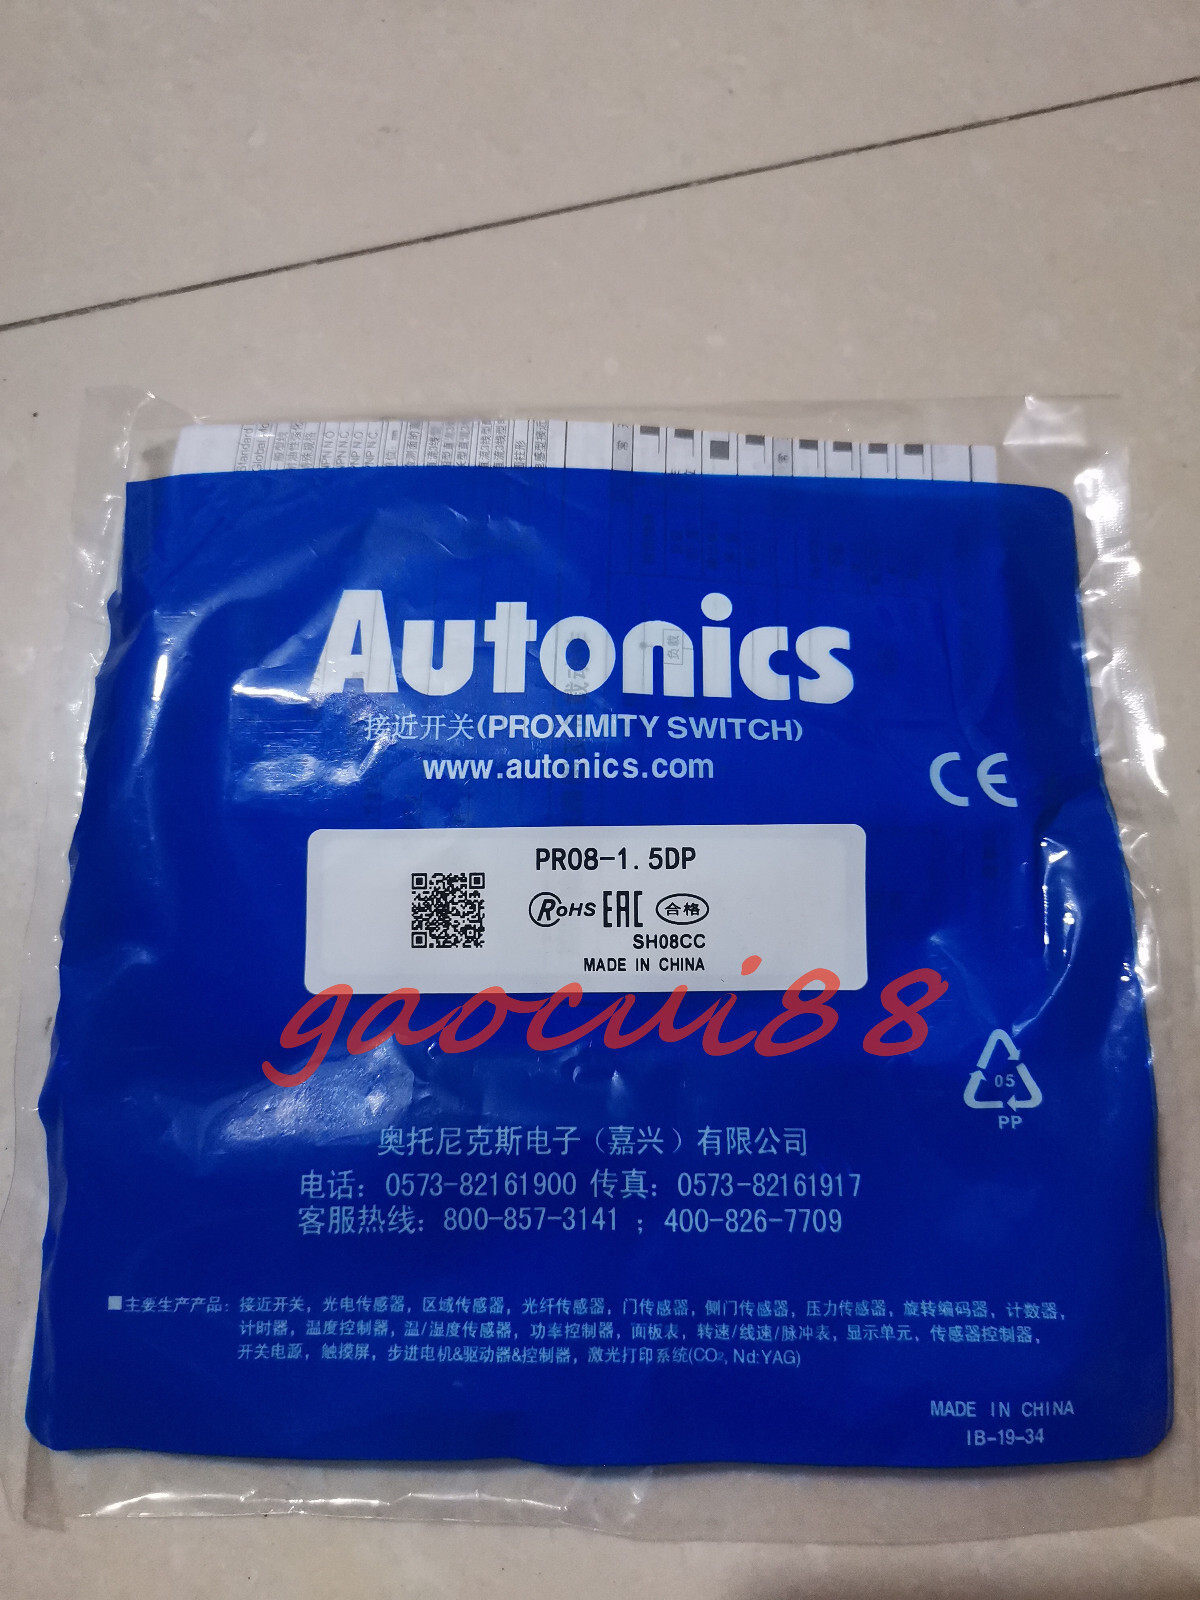 Standard
Global
NPN N.O
NPN N.C
PNP N.O
PNP N.C
Autonics
接近开关(PROXIMITY SWITCH)
www.autonics.com
CE
PR08-1.5DP
RoHS EAC 合格
SH08CC
MADE IN CHINA
gaocui88
05
PP
奥托尼克斯电子（嘉兴）有限公司
电话：0573-82161900 传真：0573-82161917
客服热线：800-857-3141 ；400-826-7709
■主要生产产品：接近开关，光电传感器，区域传感器，光纤传感器，门传感器，侧门传感器，压力传感器，旋转编码器，计数器，
计时器，温度控制器，温/湿度传感器，功率控制器，面板表，转速/线速/脉冲表，显示单元，传感器控制器，
开关电源，触摸屏，步进电机&驱动器&控制器，激光打印系统(CO2, Nd:YAG)
MADE IN CHINA
IB-19-34